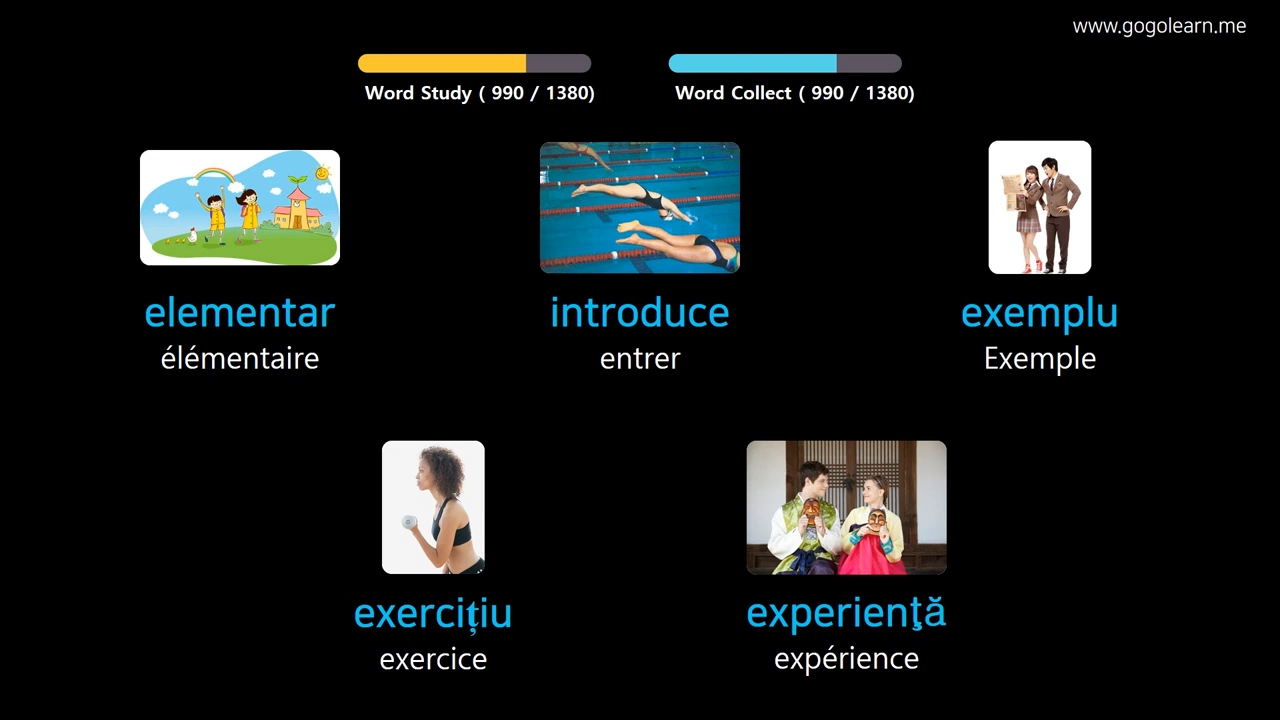 www.gogolearn.me
Word Study ( 990 / 1380)
Word Collect ( 990 / 1380)
elementar
élémentaire
introduce
entrer
exemplu
Exemple
exercițiu
exercice
experienţă
expérience